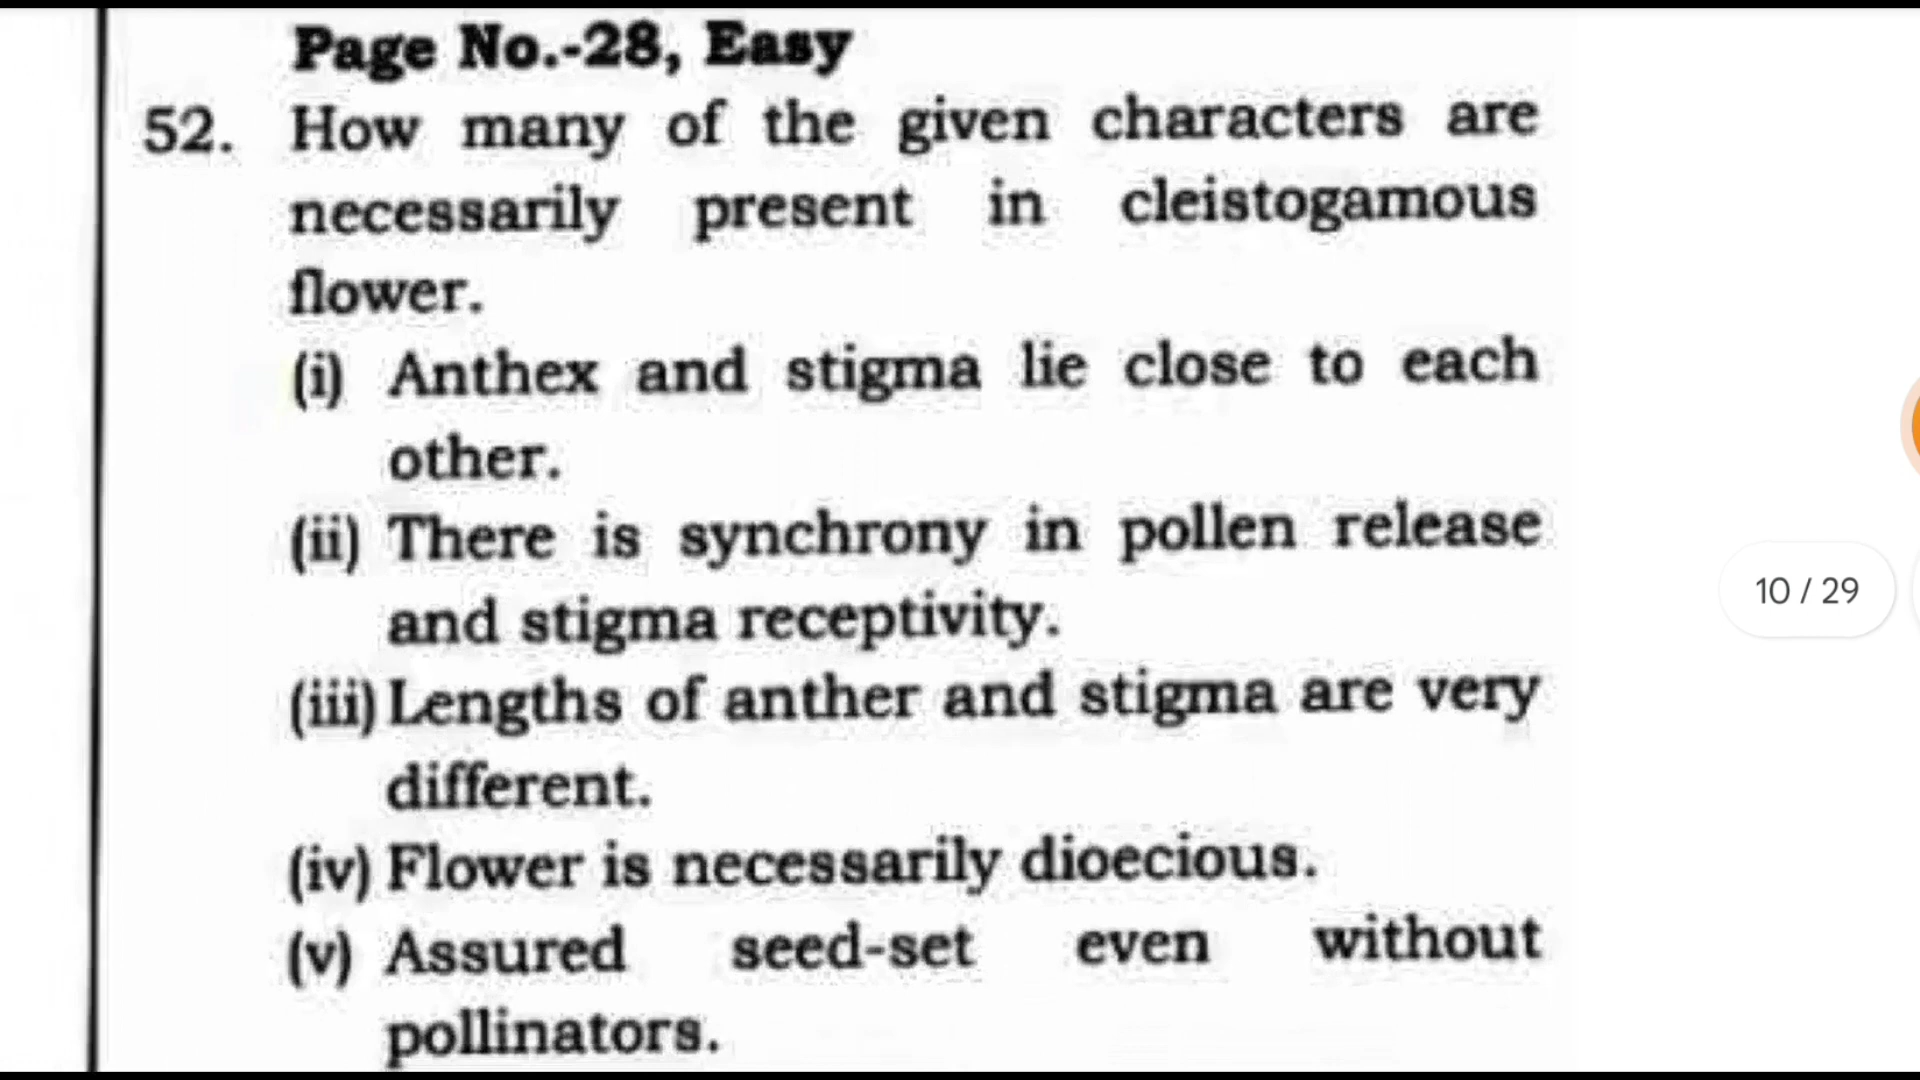 Page No.-28, Easy
52. How many of the given characters are
necessarily present in cleistogamous
flower.
(i) Anthex and stigma lie close to each
other.
(ii) There is synchrony in pollen release
and stigma receptivity.
(iii) Lengths of anther and stigma are very
different.
(iv) Flower is necessarily dioecious.
(v) Assured seed-set even without
pollinators.
10 / 29